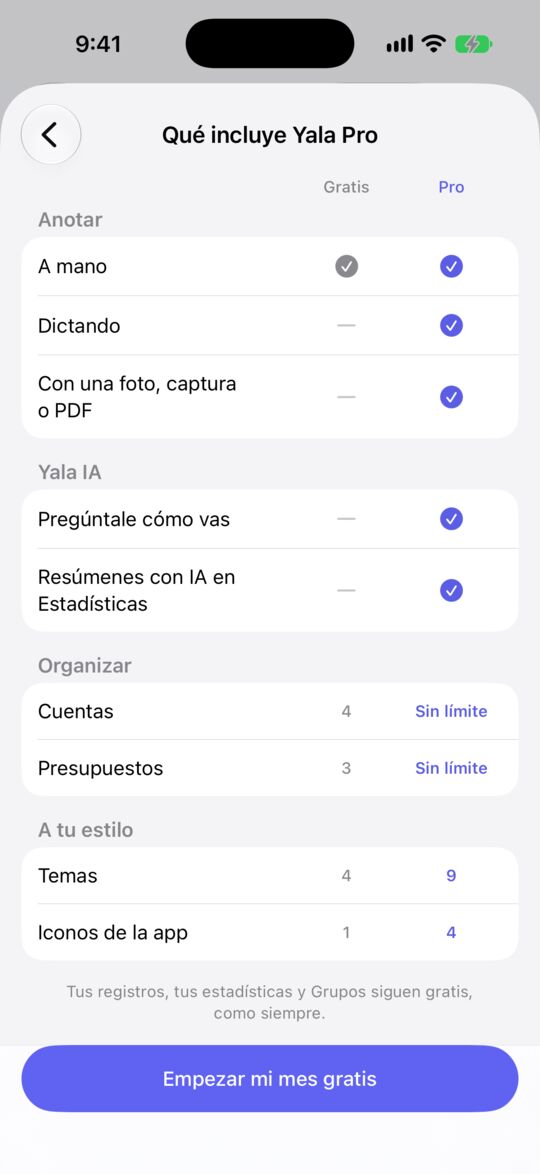 9:41
Qué incluye Yala Pro
Gratis Pro
Anotar
A mano
Dictando
Con una foto, captura
o PDF
Yala IA
Pregúntale cómo vas
Resúmenes con IA en
Estadísticas
Organizar
Cuentas 4 Sin límite
Presupuestos 3 Sin límite
A tu estilo
Temas 4 9
Iconos de la app 1 4
Tus registros, tus estadísticas y Grupos siguen gratis,
como siempre.
Empezar mi mes gratis